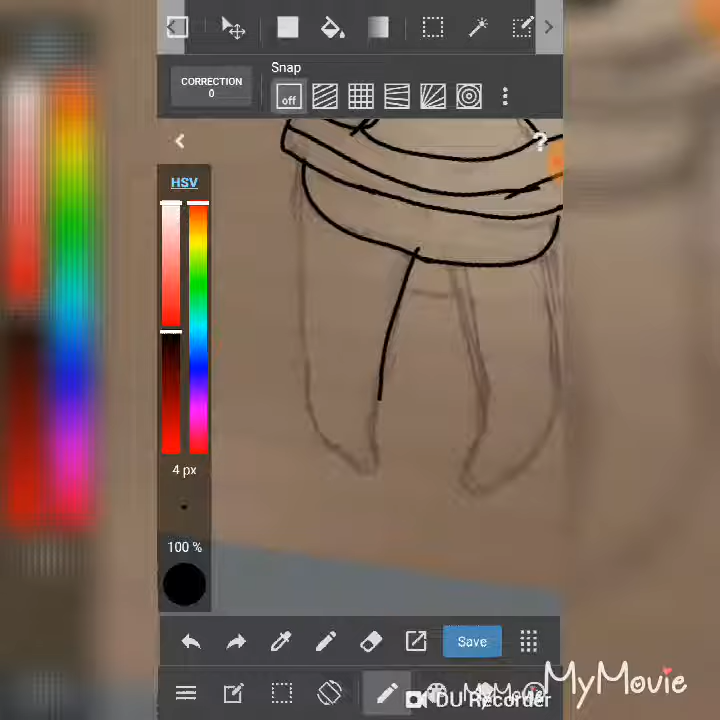 Snap
CORRECTION
0
off
?
HSV
4 px
100 %
Save
MyMovie
DU Recorder